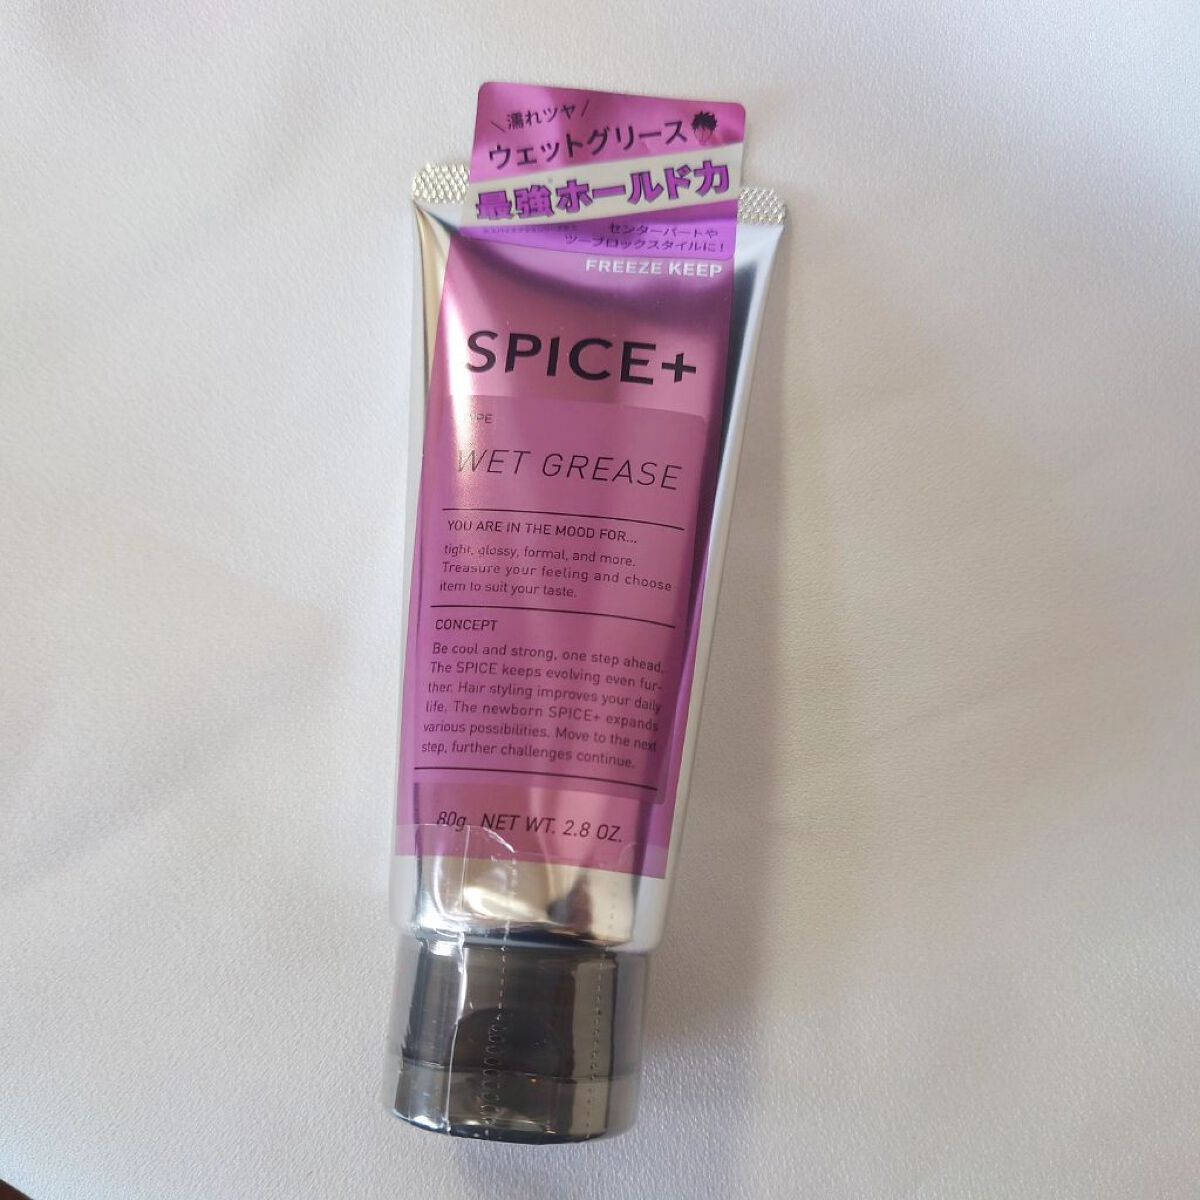 ＼濡れツヤ／
ウェットグリース
最強*ホールド力
センターパートや
ツーブロックスタイルに！
FREEZE KEEP
SPICE+
WET GREASE
YOU ARE IN THE MOOD FOR...
tight, glossy, formal, and more.
Treasure your feeling and choose
item to suit your taste.
CONCEPT
Be cool and strong, one step ahead.
The SPICE keeps evolving even fur-
ther. Hair styling improves your daily
life. The newborn SPICE+ expands
various possibilities. Move to the next
step, further challenges continue.
80g NET WT. 2.8 OZ.